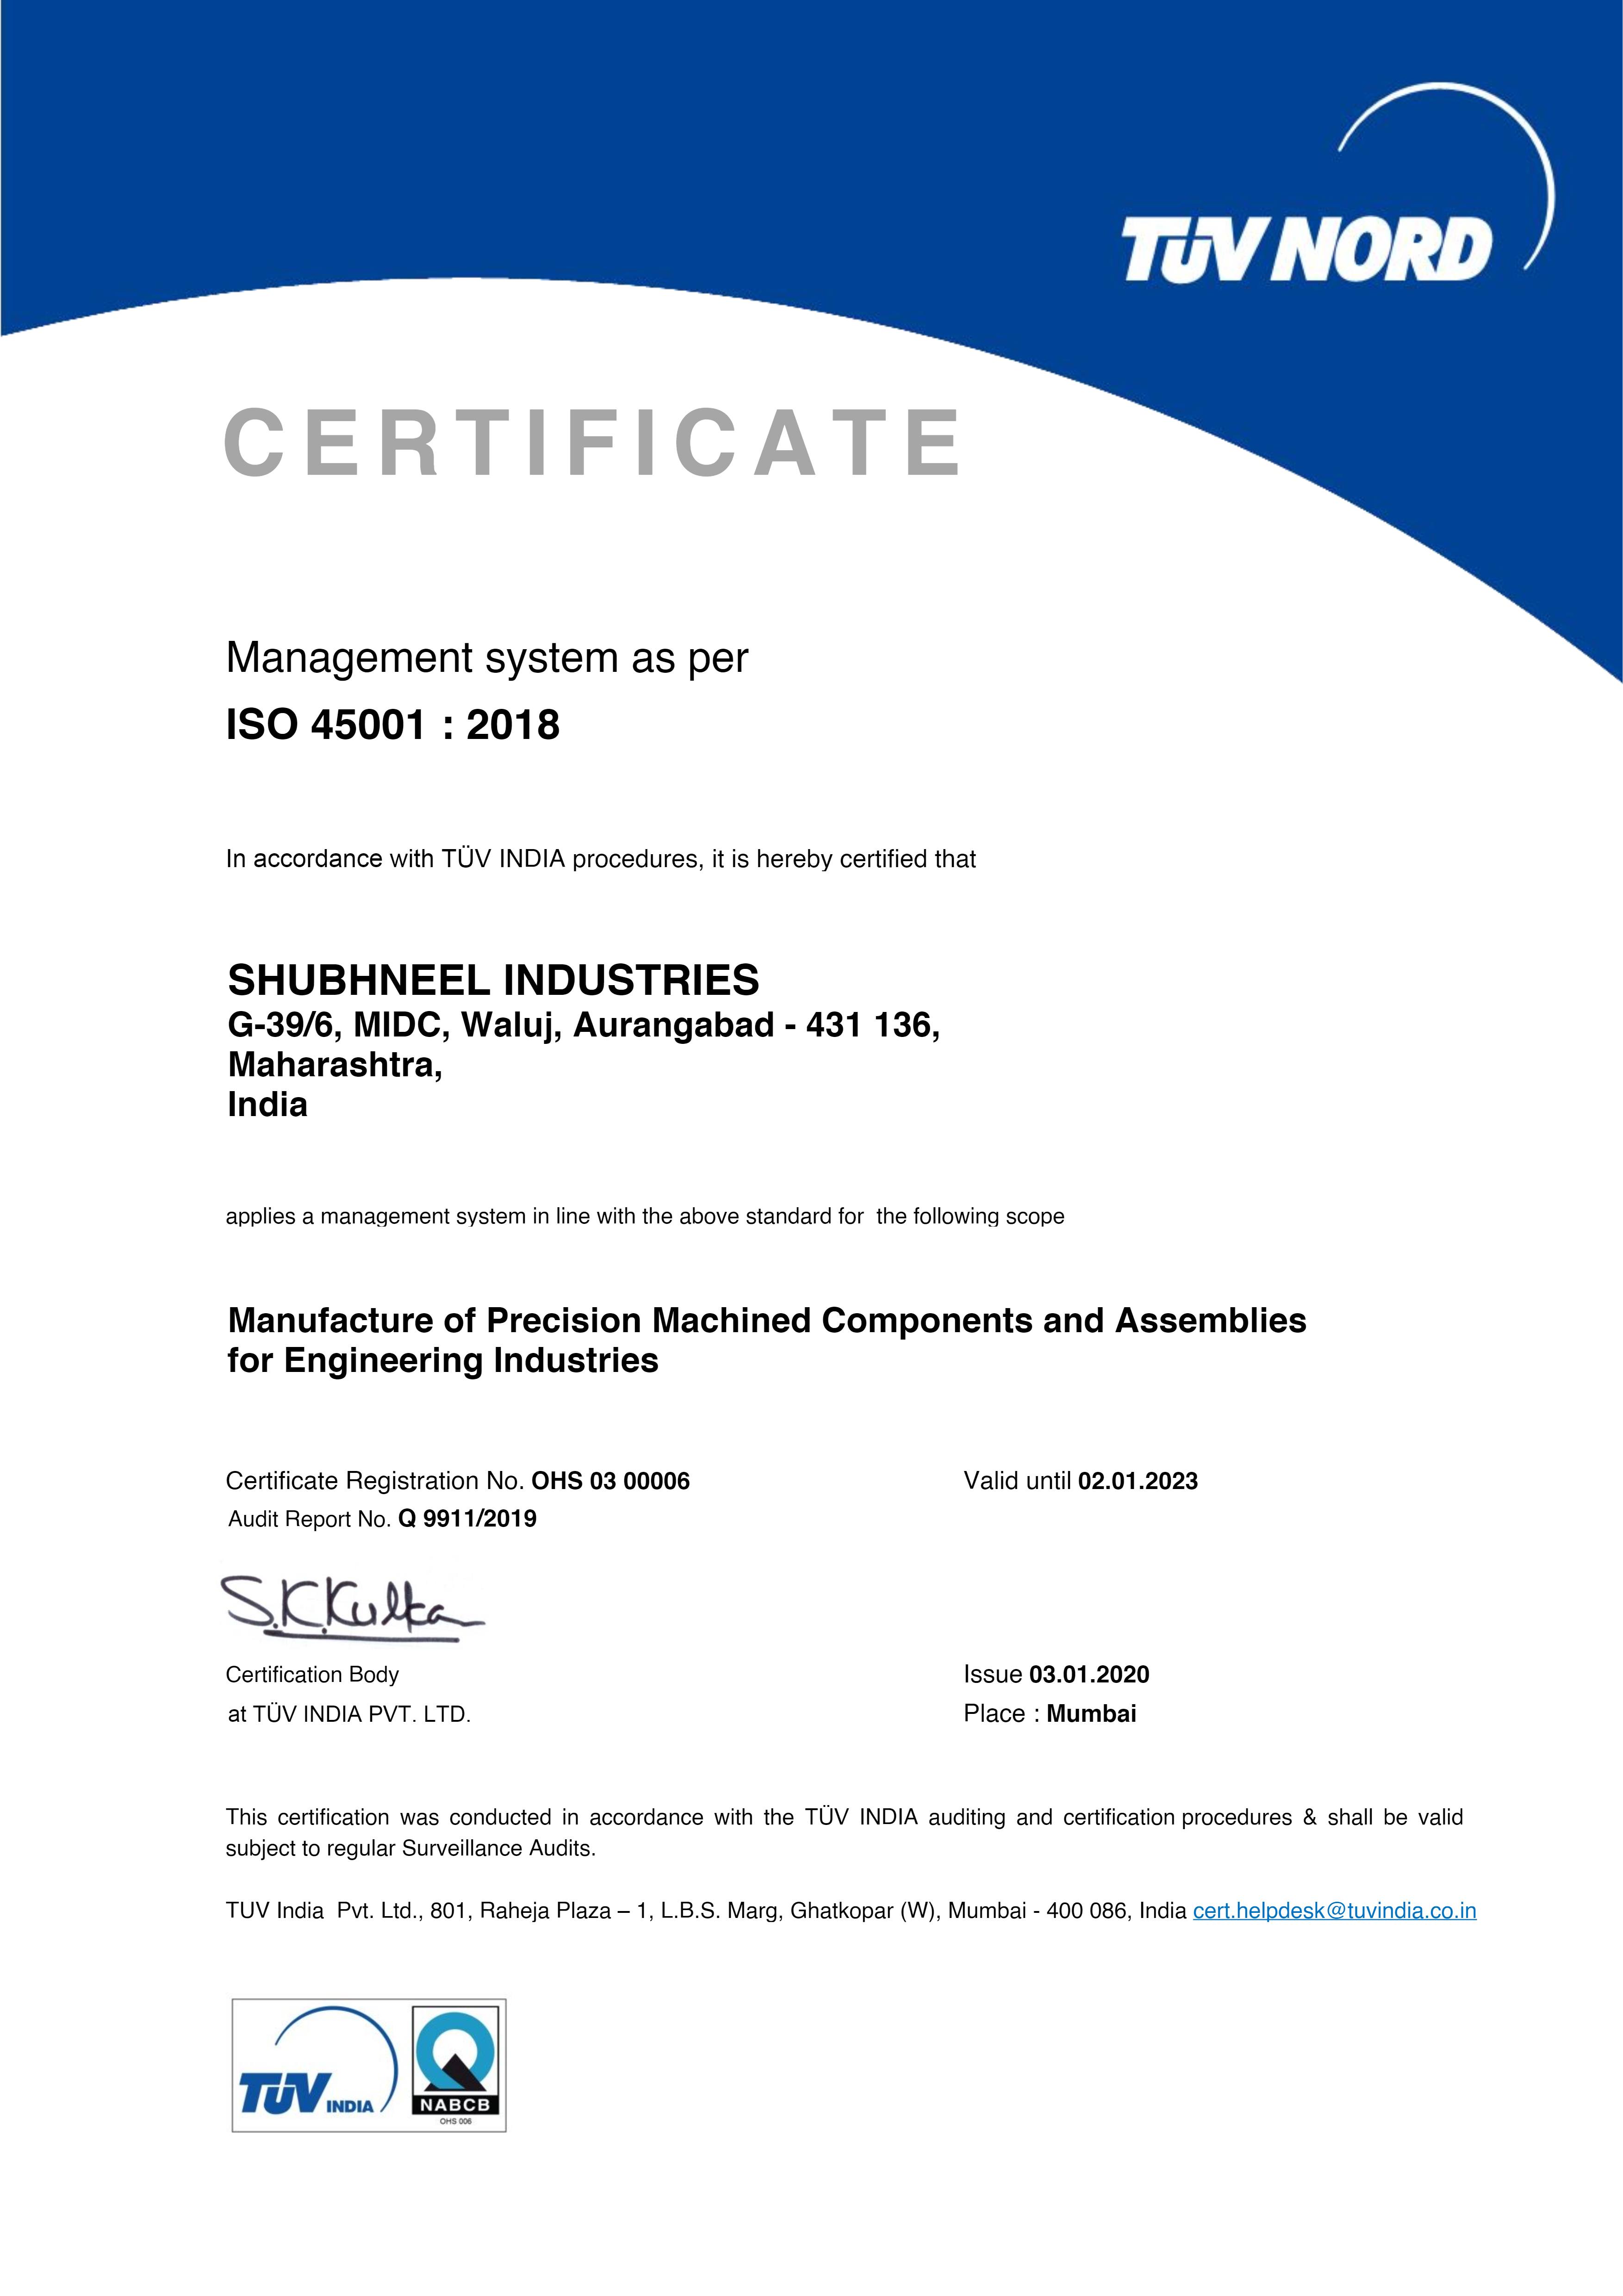 TÜV NORD
CERTIFICATE
Management system as per
ISO 45001 : 2018
In accordance with TÜV INDIA procedures, it is hereby certified that
SHUBHNEEL INDUSTRIES
G-39/6, MIDC, Waluj, Aurangabad - 431 136,
Maharashtra,
India
applies a management system in line with the above standard for the following scope
Manufacture of Precision Machined Components and Assemblies
for Engineering Industries
Certificate Registration No. OHS 03 00006 Valid until 02.01.2023
Audit Report No. Q 9911/2019
S.K.Kulka
Certification Body Issue 03.01.2020
at TÜV INDIA PVT. LTD. Place : Mumbai
This certification was conducted in accordance with the TÜV INDIA auditing and certification procedures & shall be valid
subject to regular Surveillance Audits.
TUV India Pvt. Ltd., 801, Raheja Plaza – 1, L.B.S. Marg, Ghatkopar (W), Mumbai - 400 086, India cert.helpdesk@tuvindia.co.in
TÜV INDIA
NABCB
OHS 006